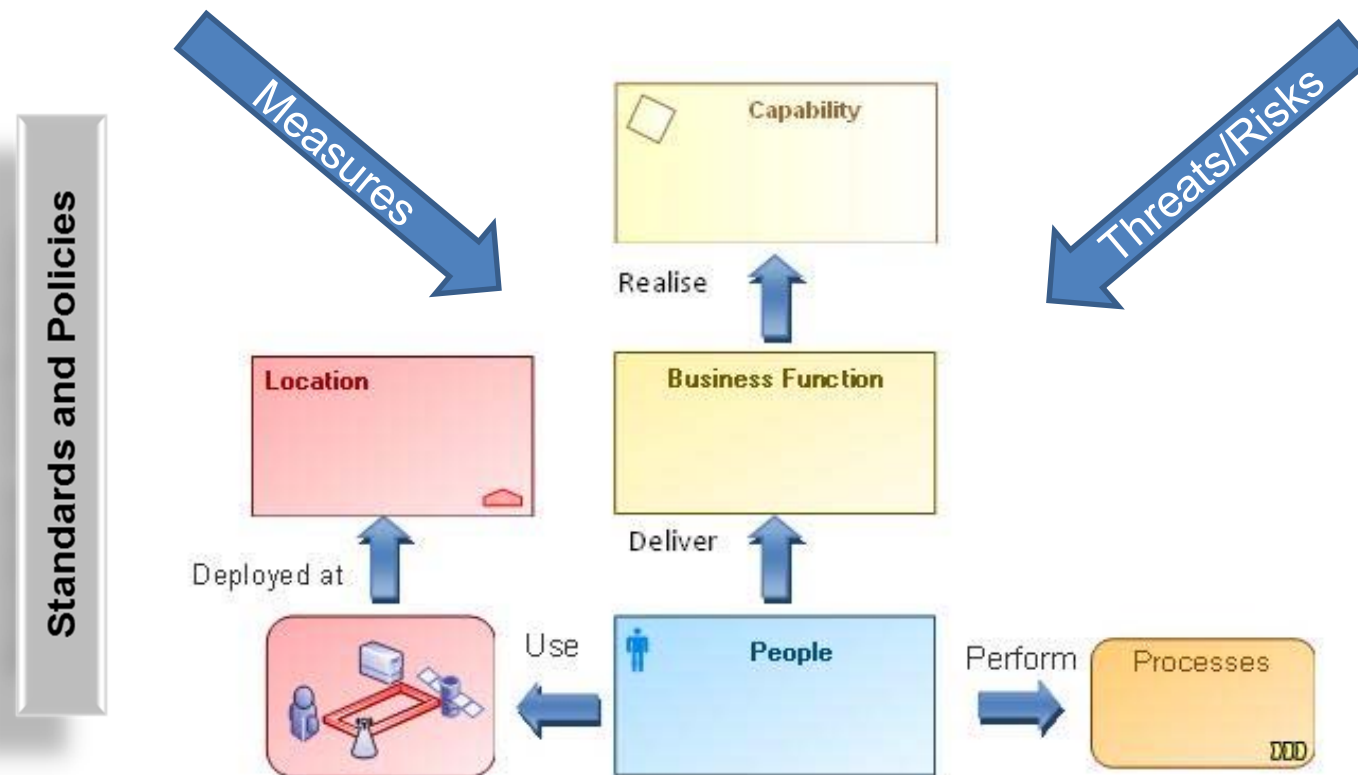 Standards and Policies
Measures
Threats/Risks
Capability
Realise
Location
Business Function
Deployed at
Deliver
Use
People
Perform
Processes